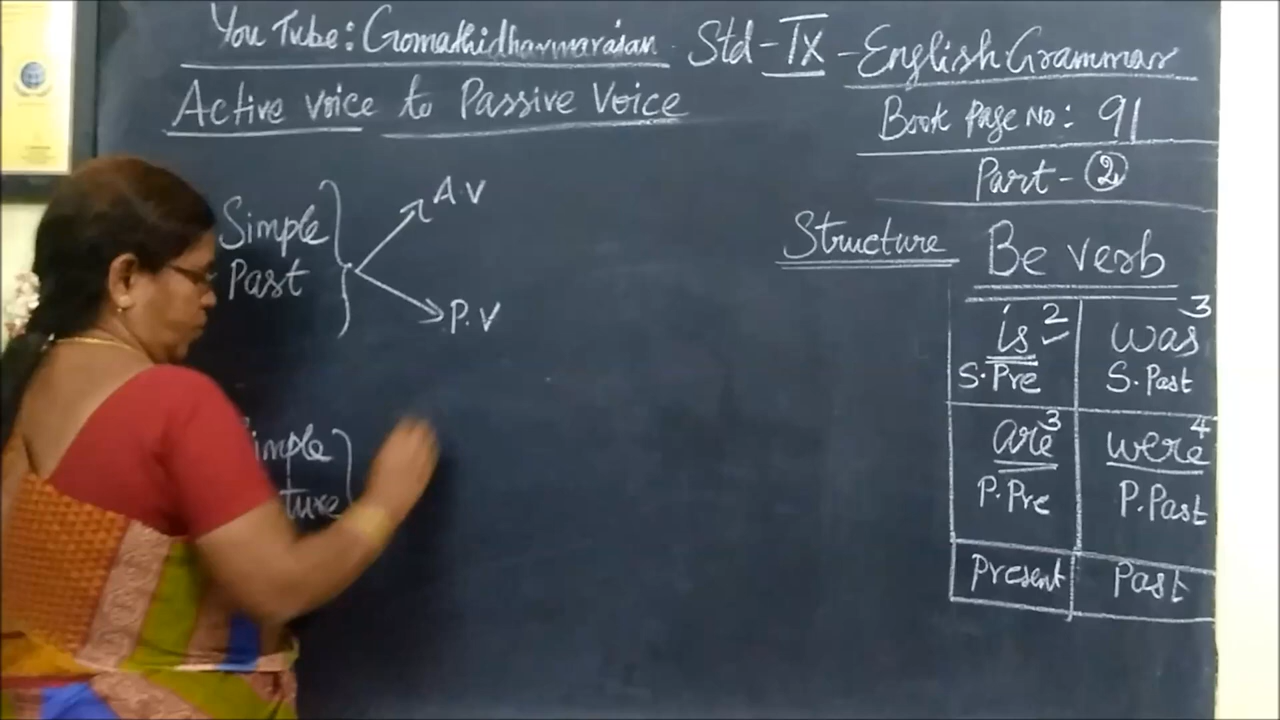 You Tube: Gomathidharmarasan
Std - IX - English Grammar
Active voice to Passive Voice
Book Page No: 91
Part - 2
Simple
Past
A.V
P.V
Structure
Be verb
is 2
S.Pre
was 3
S.Past
are 3
P.Pre
were 4
P.Past
Present
Past